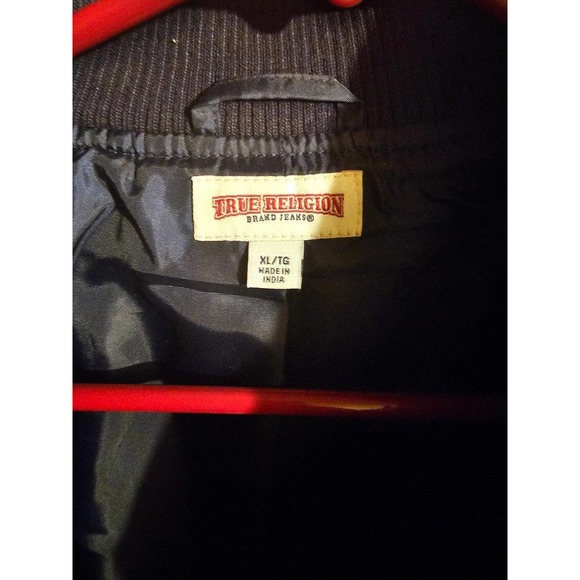 TRUE RELIGION
BRAND JEANS®
XL/TG
MADE IN
INDIA